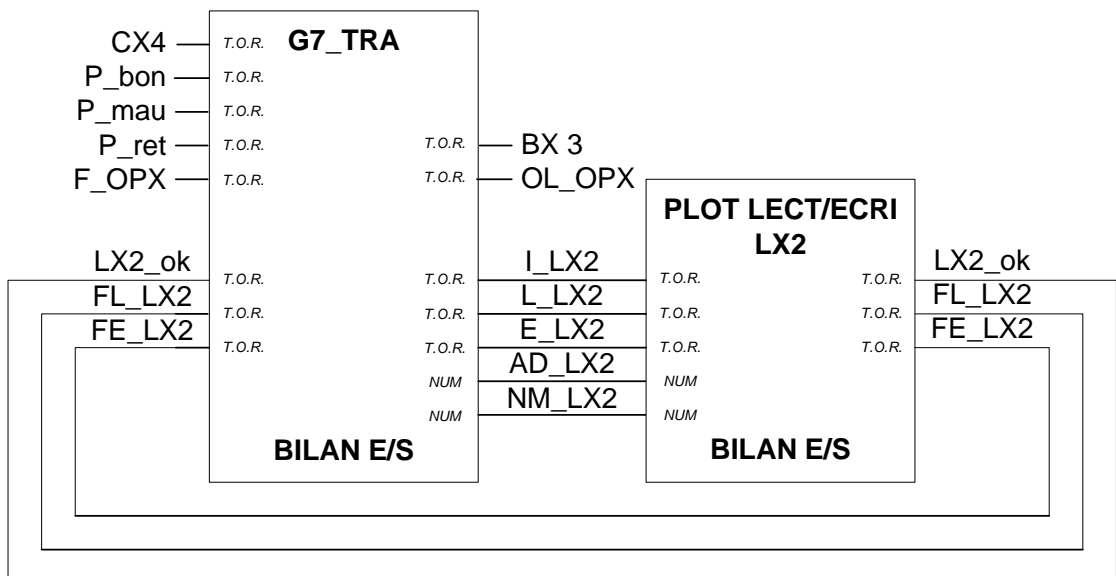 CX4 T.O.R. G7_TRA
P_bon T.O.R.
P_mau T.O.R.
P_ret T.O.R. T.O.R. BX 3
F_OPX T.O.R. T.O.R. OL_OPX
PLOT LECT/ECRI
LX2
LX2_ok T.O.R. T.O.R. I_LX2 T.O.R. T.O.R. LX2_ok
FL_LX2 T.O.R. T.O.R. L_LX2 T.O.R. T.O.R. FL_LX2
FE_LX2 T.O.R. T.O.R. E_LX2 T.O.R. T.O.R. FE_LX2
NUM AD_LX2 NUM
NUM NM_LX2 NUM
BILAN E/S BILAN E/S